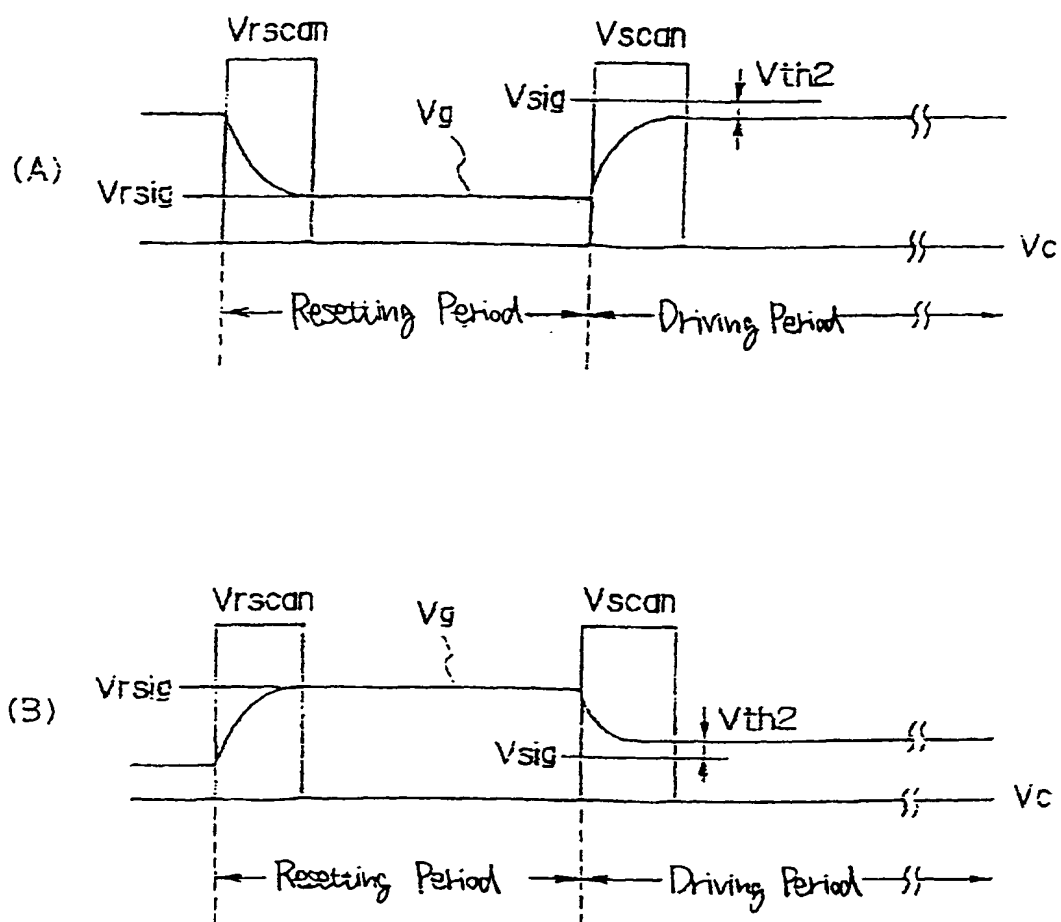 Vrscan
Vscan
Vth2
Vsig
Vg
(A)
Vrsig
Vc
Resetting Period
Driving Period
Vrscan
Vscan
Vg
Vrsig
(B)
Vth2
Vsig
Vc
Resetting Period
Driving Period